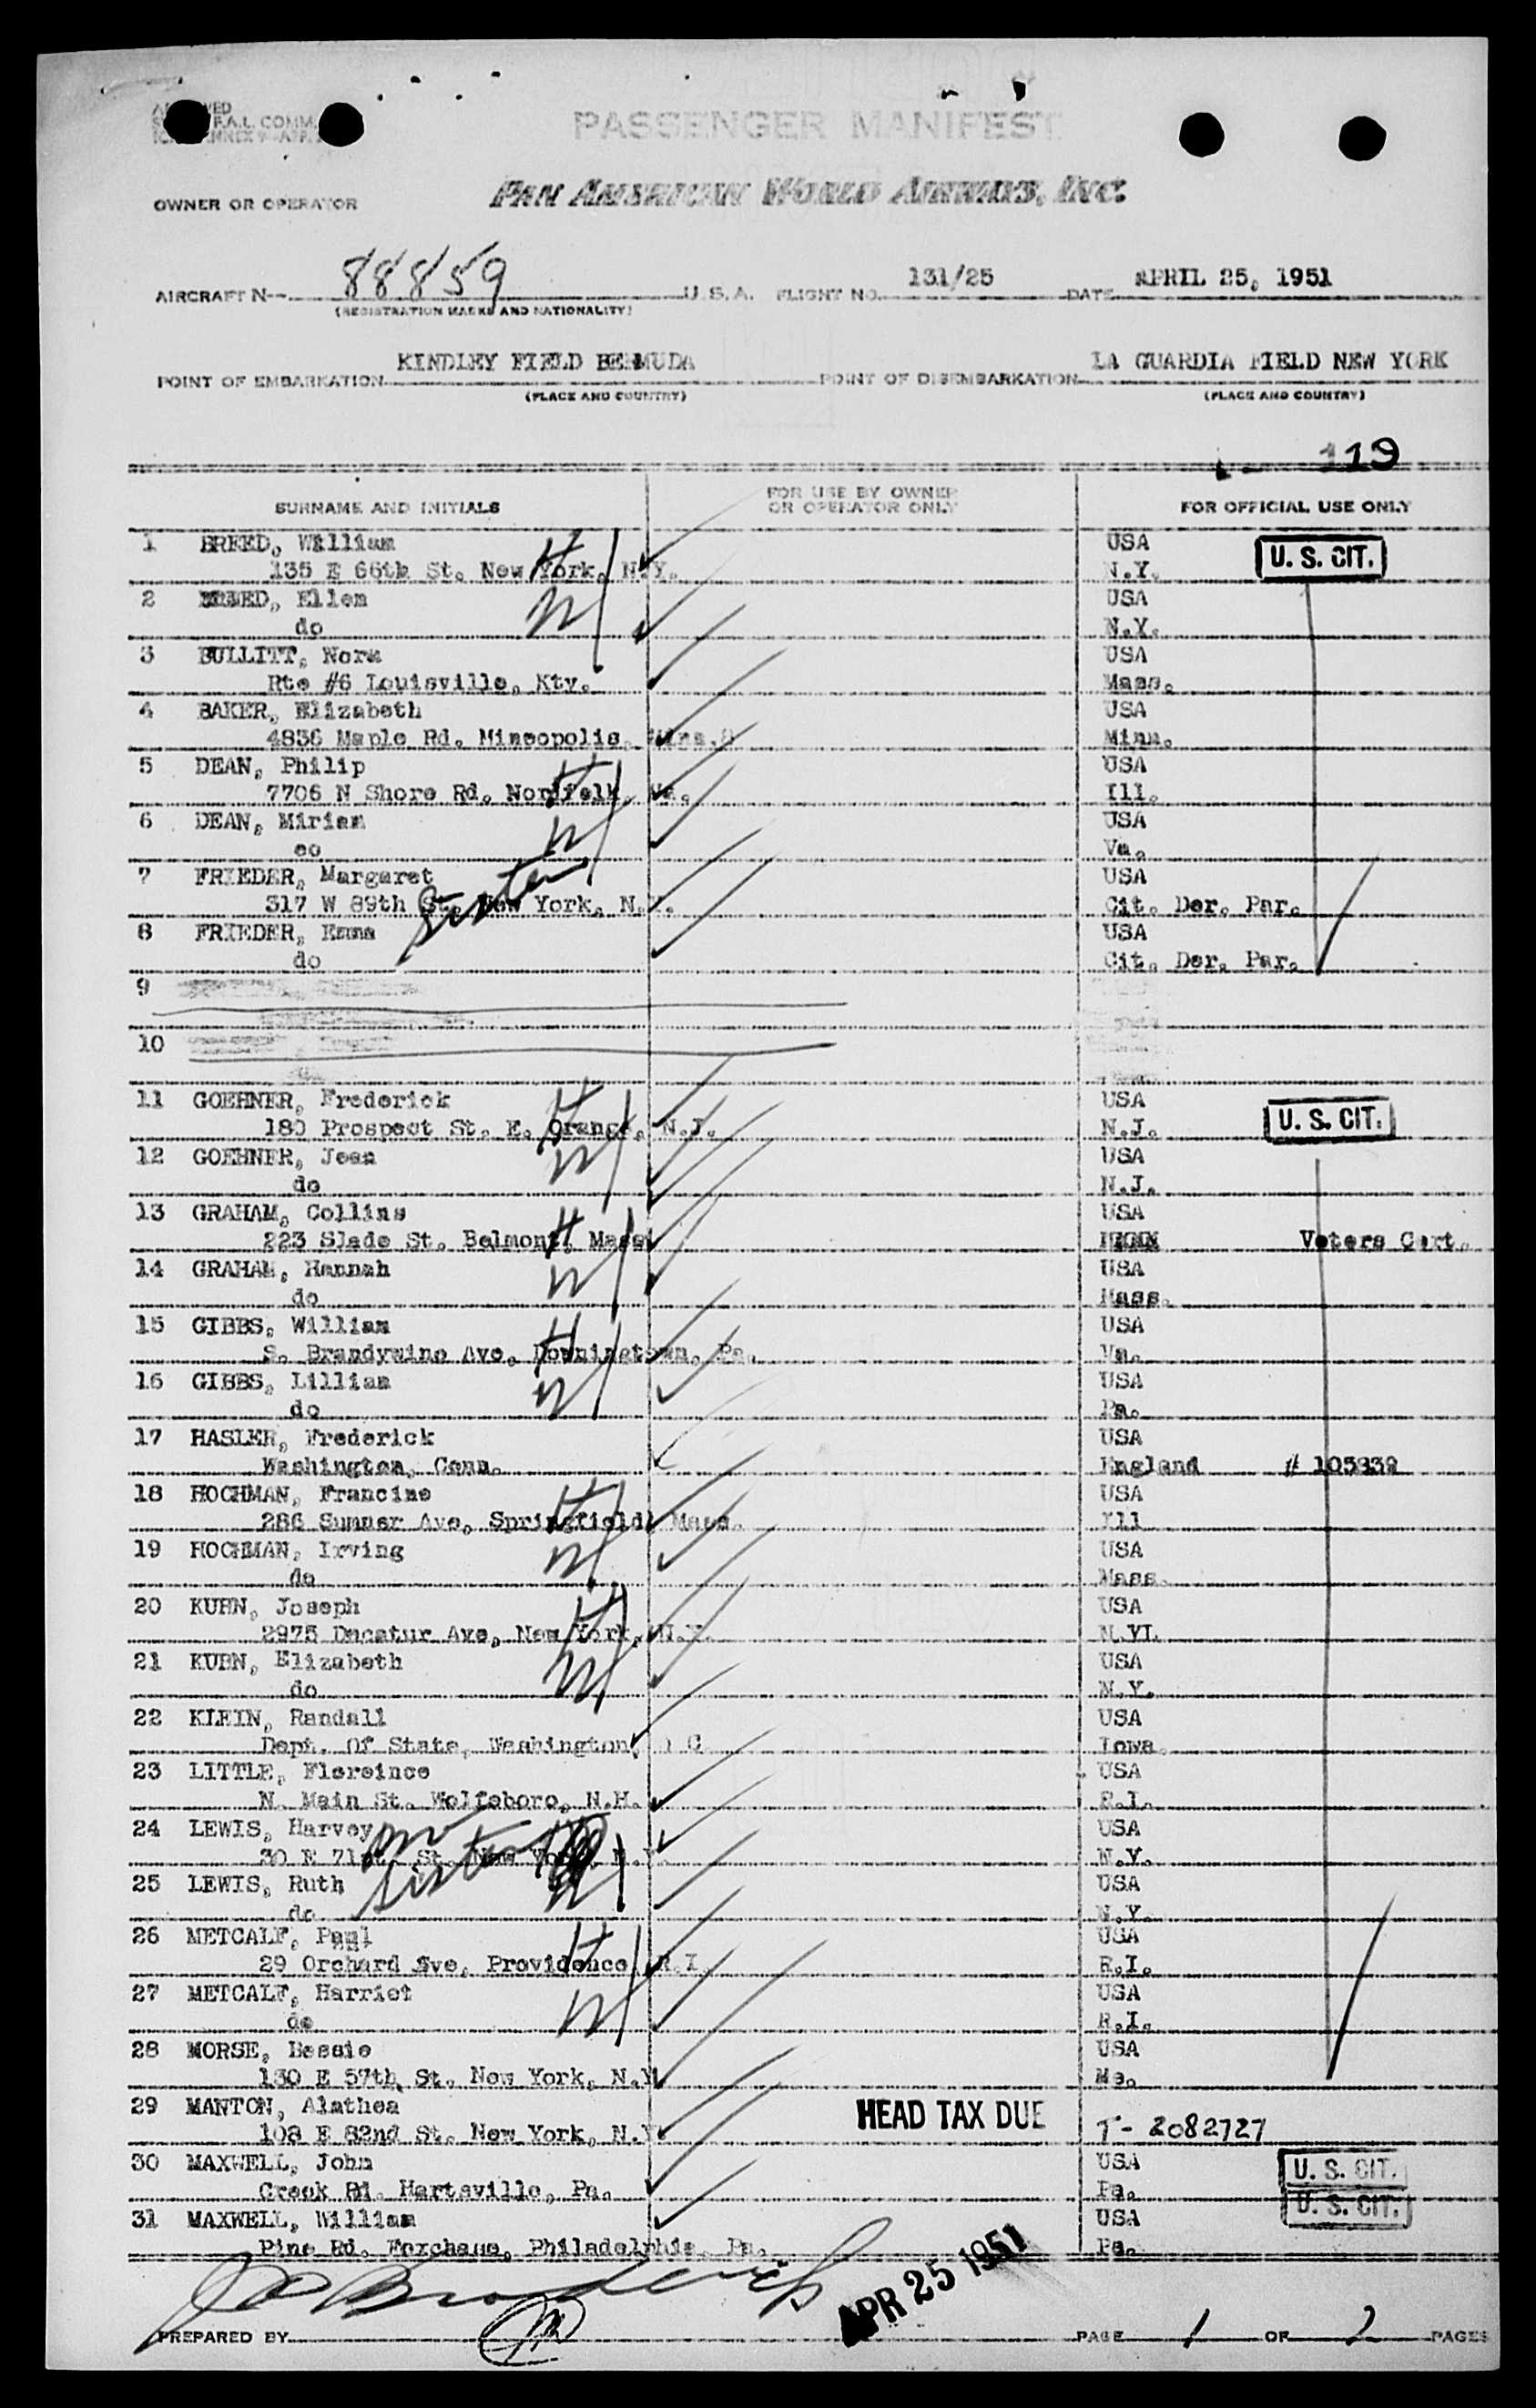 PASSENGER MANIFEST
PAN AMERICAN WORLD AIRWAYS, INC.
OWNER OR OPERATOR
AIRCRAFT N- 88859 U.S.A. FLIGHT NO. 131/25 DATE APRIL 25, 1951
(REGISTRATION MARKS AND NATIONALITY)
POINT OF EMBARKATION KINDLEY FIELD BERMUDA POINT OF DISEMBARKATION LA GUARDIA FIELD NEW YORK
(PLACE AND COUNTRY) (PLACE AND COUNTRY)
119
SURNAME AND INITIALS FOR USE BY OWNER OR OPERATOR ONLY FOR OFFICIAL USE ONLY
1 BREED, William H USA
135 E 66th St. New York, N.Y. N.Y. U. S. CIT.
2 BREED, Ellen W USA
do N.Y.
3 BULLITT, Nora USA
Rte #6 Louisville, Kty. Mass.
4 BAKER, Elizabeth USA
4836 Maple Rd. Mineopolis, Minn.
5 DEAN, Philip H USA
7706 N Shore Rd. Norffolk, Va. Ill.
6 DEAN, Miriam W USA
eo Va.
7 FRIEDER, Margaret Sisters USA
317 W 89th St. New York, N.Y. Cit. Der. Par.
8 FRIEDER, Emma USA
do Cit. Der. Par.
9
10
11 GOEHNER, Frederick H USA
180 Prospect St. E. Orange, N.J. N.J. U. S. CIT.
12 GOEHNER, Jean W USA
do N.J.
13 GRAHAM, Collins H USA
223 Slade St. Belmont, Mass Voters Cert.
14 GRAHAM, Hannah W USA
do Mass.
15 GIBBS, William H USA
S. Brandywine Ave, Downingtown, Pa. Va.
16 GIBBS, Lillian W USA
do Pa.
17 HASLER, Frederick USA
Washington, Conn. England # 105839
18 HOCHMAN, Francine H USA
286 Sumner Ave, Springfield Mass. Ill
19 HOCHMAN, Irving W USA
do Mass.
20 KUHN, Joseph H USA
2975 Decatur Ave, New York, N.Y. N.YI.
21 KUHN, Elizabeth W USA
do N.Y.
22 KLEIN, Randall USA
Dept. Of State, Washington, D C Iowa
23 LITTLE, Floreince USA
N. Main St. Wolfeboro, N.H. R.I.
24 LEWIS, Harvey USA
30 E 71st. St. New York, N.Y. N.Y.
25 LEWIS, Ruth sister W USA
do N.Y.
26 METCALF, Paul H USA
29 Orchard Ave, Providence, R.I. R.I.
27 METCALF, Harriet W USA
do R.I.
28 MORSE, Bessie USA
130 E 57th St. New York, N.Y. Me.
29 MANTON, Alathea HEAD TAX DUE
108 E 82nd St. New York, N.Y. T- 2082727
30 MAXWELL, John USA U. S. CIT.
Creek Rd. Hartsville, Pa. Pa. U. S. CIT.
31 MAXWELL, William USA
Pine Rd. Foxchase, Philadelphia, Pa. Pa.
APR 25 1951
PREPARED BY PAGE 1 OF 2 PAGES